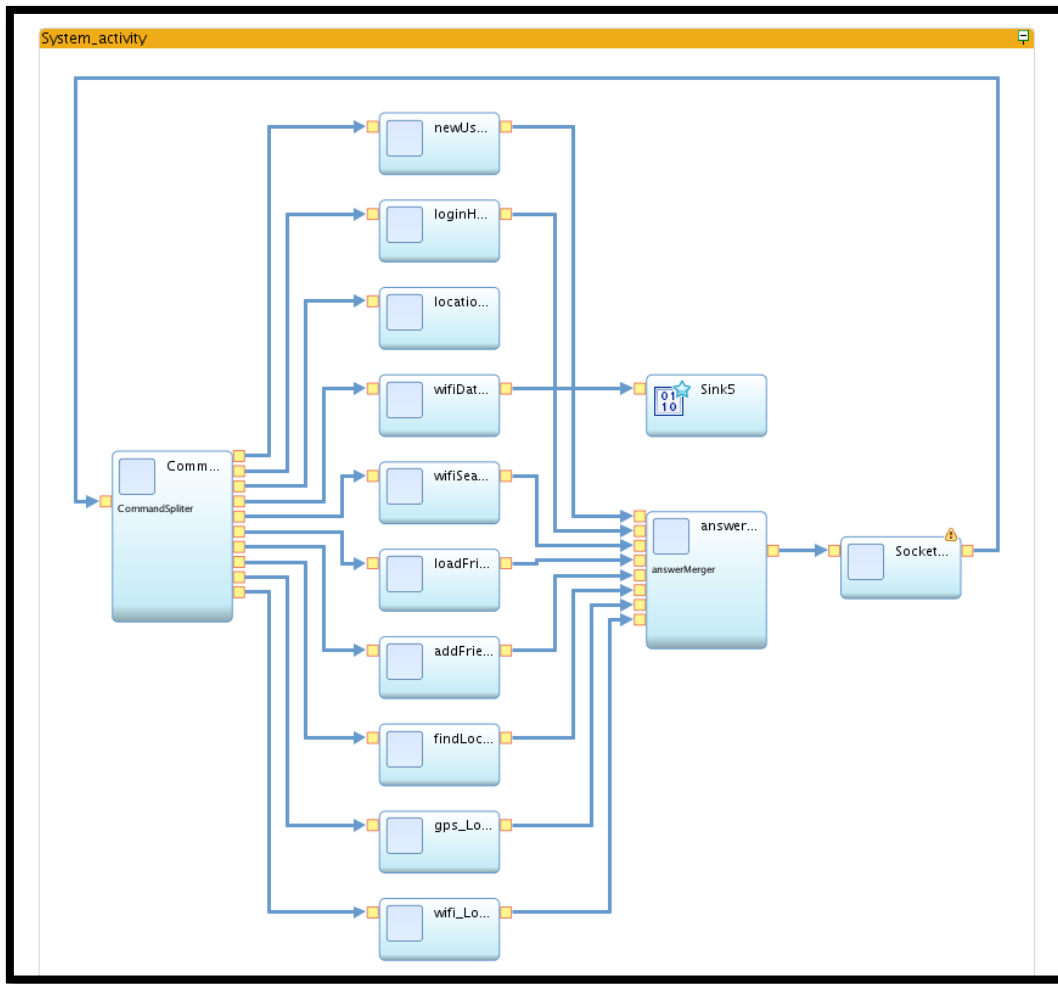 System_activity
newUs...
loginH...
locatio...
wifiDat...
Sink5
01
10
Comm...
CommandSpliter
wifiSea...
answer...
answerMerger
Socket...
loadFri...
addFrie...
findLoc...
gps_Lo...
wifi_Lo...